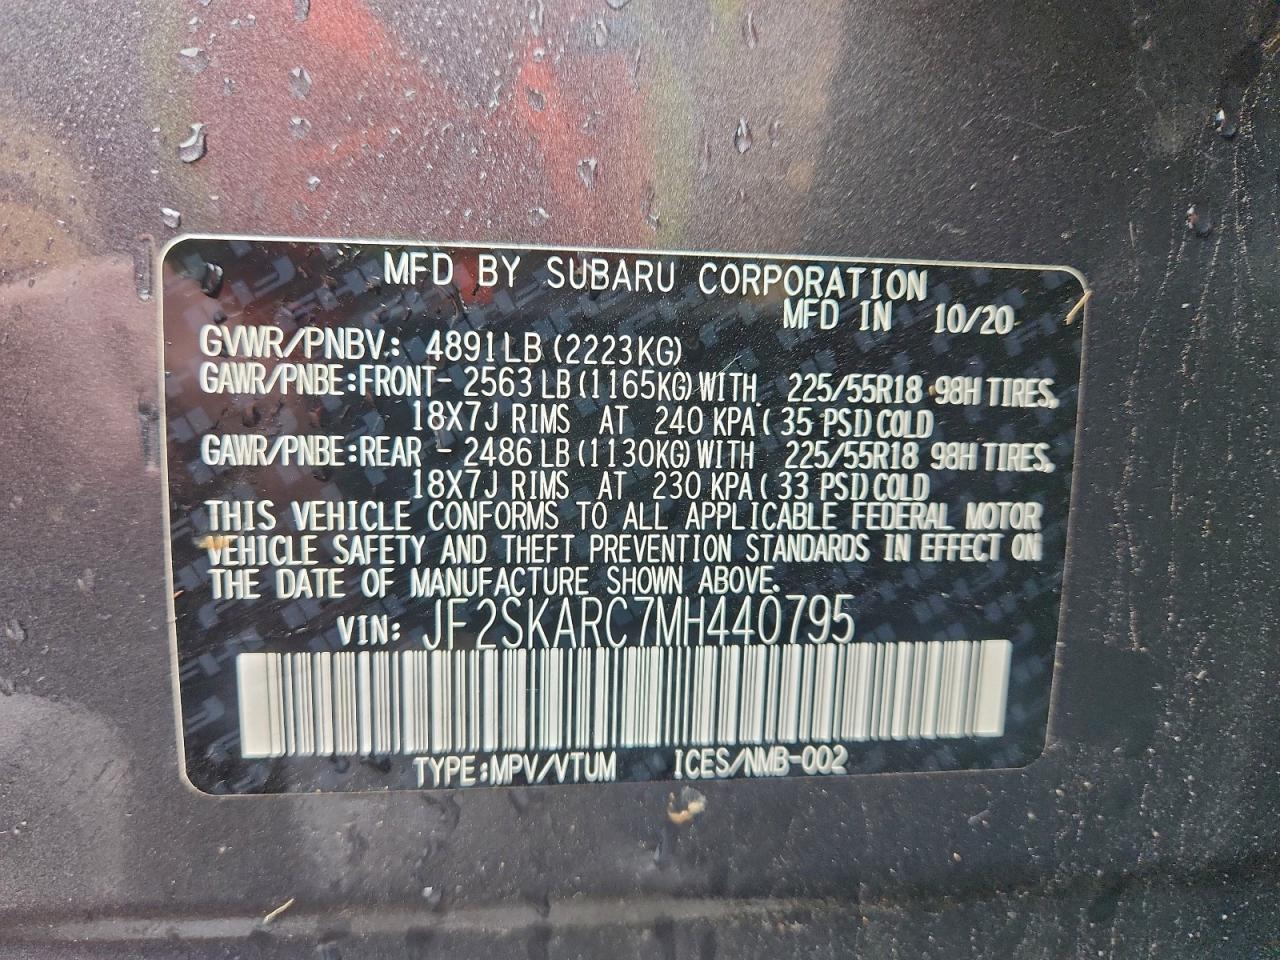 MFD BY SUBARU CORPORATION
MFD IN 10/20
GVWR/PNBV: 4891LB (2223KG)
GAWR/PNBE:FRONT- 2563 LB (1165KG) WITH 225/55R18 98H TIRES,
18X7J RIMS AT 240 KPA ( 35 PSI) COLD
GAWR/PNBE:REAR - 2486 LB (1130KG) WITH 225/55R18 98H TIRES,
18X7J RIMS AT 230 KPA ( 33 PSI) COLD
THIS VEHICLE CONFORMS TO ALL APPLICABLE FEDERAL MOTOR
VEHICLE SAFETY AND THEFT PREVENTION STANDARDS IN EFFECT ON
THE DATE OF MANUFACTURE SHOWN ABOVE.
VIN: JF2SKARC7MH440795
TYPE:MPV/VTUM ICES/NMB-002